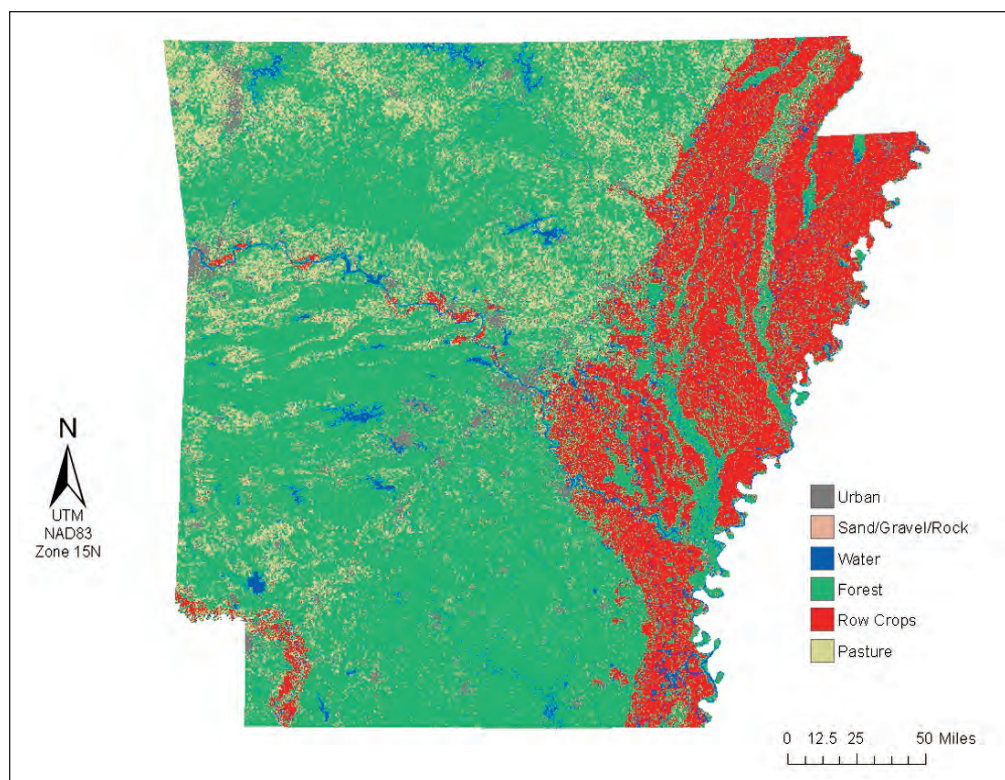 N
UTM
NAD83
Zone 15N
Urban
Sand/Gravel/Rock
Water
Forest
Row Crops
Pasture
0 12.5 25 50 Miles